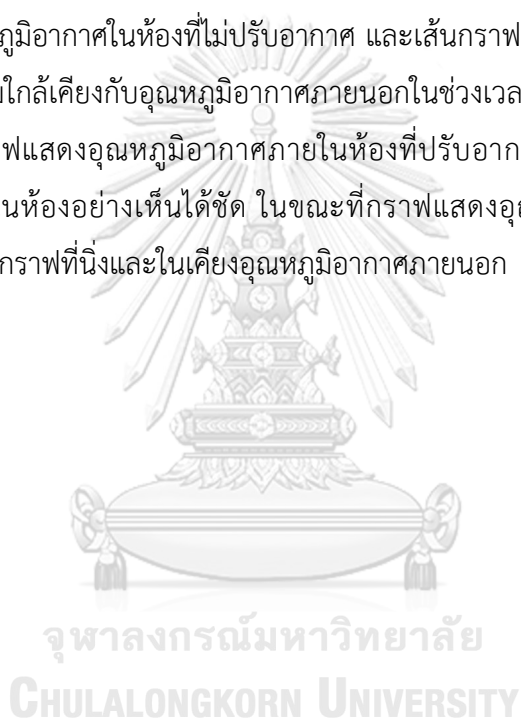 ภูมิอากาศในห้องที่ไม่ปรับอากาศ และเส้นกราฟ
ใกล้เคียงกับอุณหภูมิอากาศภายนอกในช่วงเวล
ฟแสดงอุณหภูมิอากาศภายในห้องที่ปรับอาก
นห้องอย่างเห็นได้ชัด ในขณะที่กราฟแสดงอุณ
กราฟที่นิ่งและในเคียงอุณหภูมิอากาศภายนอก
จุฬาลงกรณ์มหาวิทยาลัย
CHULALONGKORN UNIVERSITY